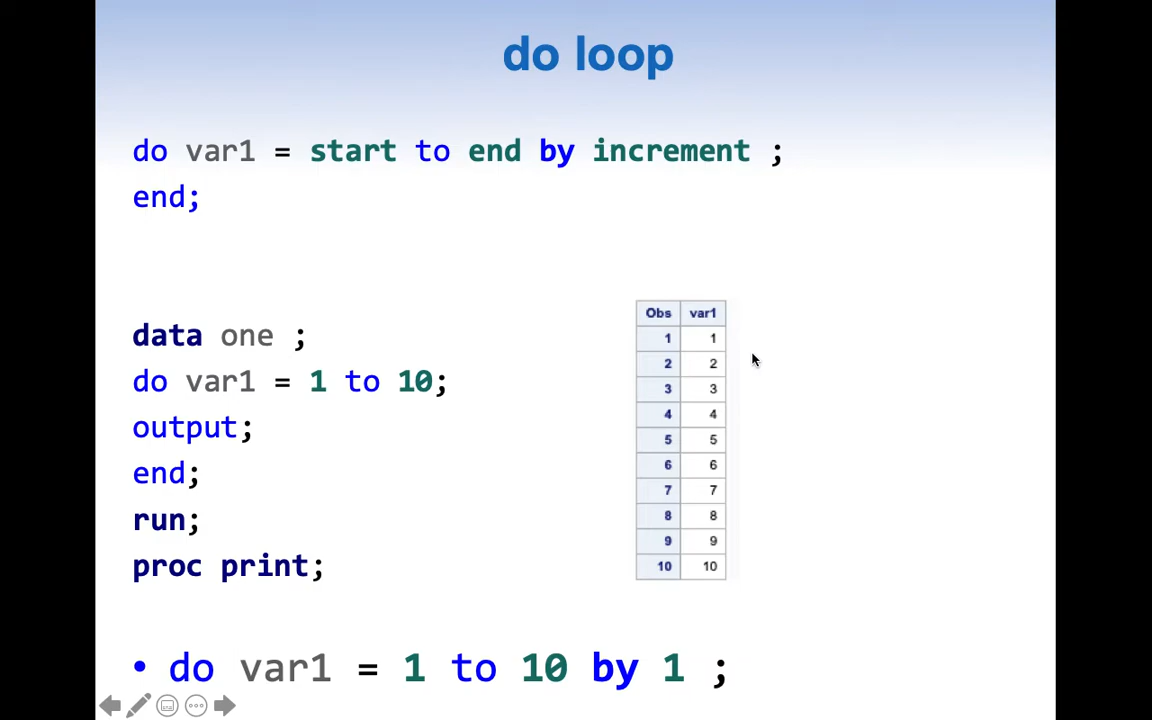 do loop
do var1 = start to end by increment ;
end;
data one ;
do var1 = 1 to 10;
output;
end;
run;
proc print;
Obs var1
1 1
2 2
3 3
4 4
5 5
6 6
7 7
8 8
9 9
10 10
• do var1 = 1 to 10 by 1 ;